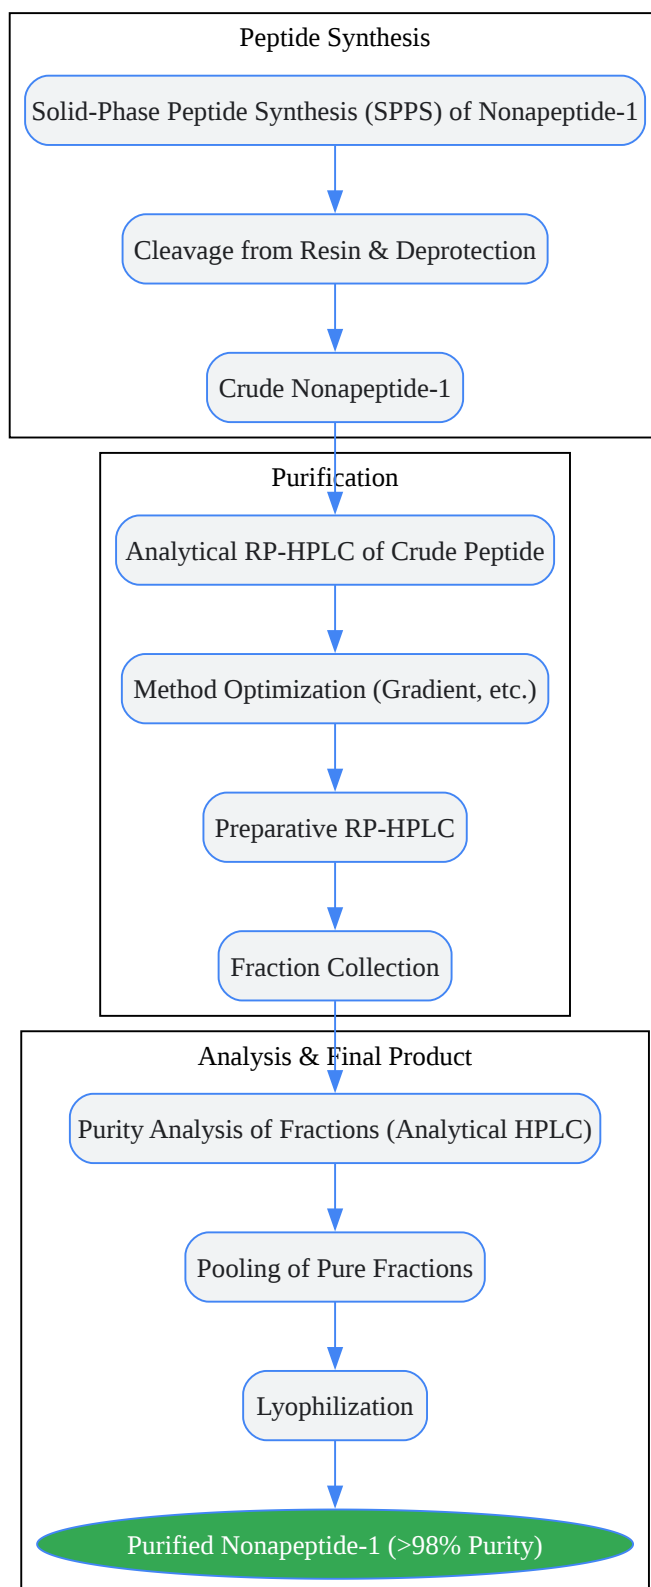 Peptide Synthesis
Solid-Phase Peptide Synthesis (SPPS) of Nonapeptide-1
Cleavage from Resin & Deprotection
Crude Nonapeptide-1
Purification
Analytical RP-HPLC of Crude Peptide
Method Optimization (Gradient, etc.)
Preparative RP-HPLC
Fraction Collection
Analysis & Final Product
Purity Analysis of Fractions (Analytical HPLC)
Pooling of Pure Fractions
Lyophilization
Purified Nonapeptide-1 (>98% Purity)